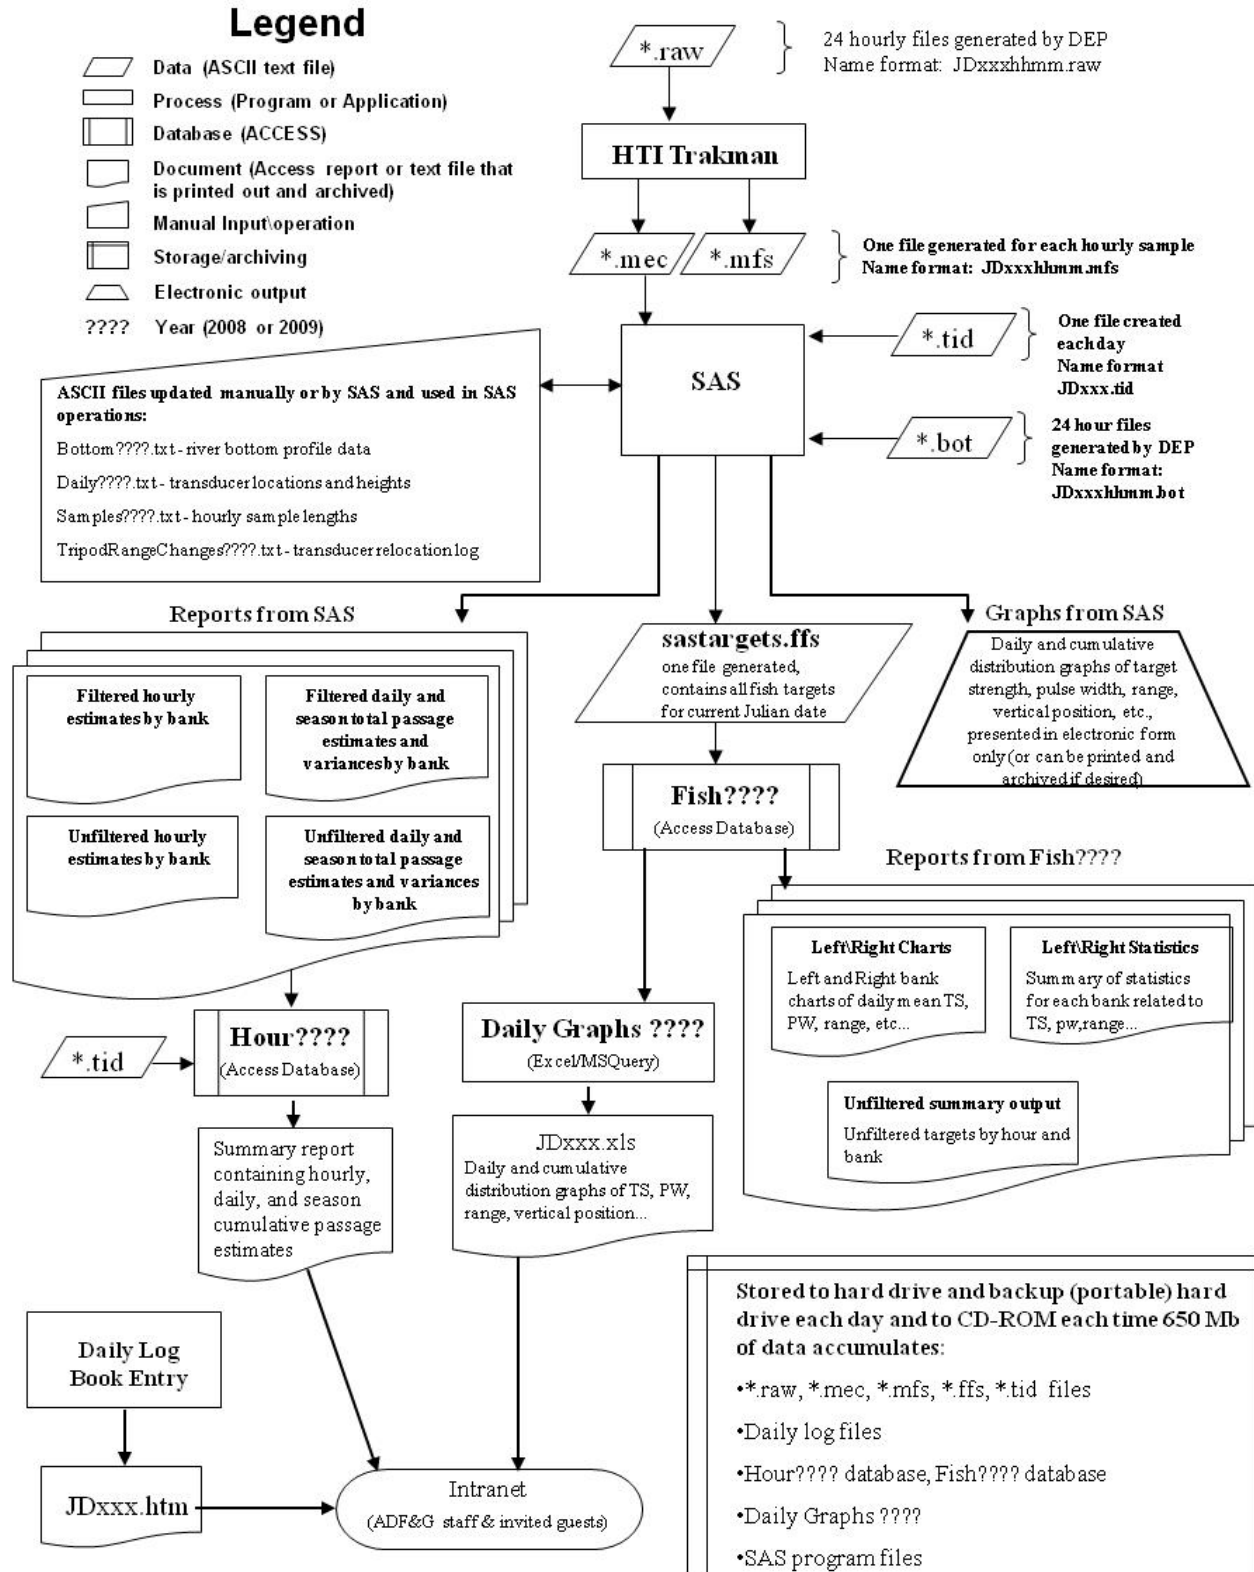 Legend
Data (ASCII text file)
Process (Program or Application)
Database (ACCESS)
Document (Access report or text file that
is printed out and archived)
Manual Input\operation
Storage/archiving
Electronic output
???? Year (2008 or 2009)
*.raw
24 hourly files generated by DEP
Name format: JDxxxhhmm.raw
HTI Trakman
*.mec
*.mfs
One file generated for each hourly sample
Name format: JDxxxhhmm.mfs
SAS
*.tid
One file created
each day
Name format
JDxxx.tid
*.bot
24 hour files
generated by DEP
Name format:
JDxxxhhmm.bot
ASCII files updated manually or by SAS and used in SAS
operations:
Bottom????.txt - river bottom profile data
Daily????.txt - transducer locations and heights
Samples????.txt - hourly sample lengths
TripodRangeChanges????.txt - transducer relocation log
Reports from SAS
Filtered hourly
estimates by bank
Filtered daily and
season total passage
estimates and
variances by bank
Unfiltered hourly
estimates by bank
Unfiltered daily and
season total passage
estimates and variances
by bank
sastargets.ffs
one file generated,
contains all fish targets
for current Julian date
Graphs from SAS
Daily and cumulative
distribution graphs of target
strength, pulse width, range,
vertical position, etc.,
presented in electronic form
only (or can be printed and
archived if desired)
Fish????
(Access Database)
Reports from Fish????
Left\Right Charts
Left and Right bank
charts of daily mean TS,
PW, range, etc...
Left\Right Statistics
Summary of statistics
for each bank related to
TS, pw,range...
Unfiltered summary output
Unfiltered targets by hour and
bank
*.tid
Hour????
(Access Database)
Daily Graphs ????
(Excel/MSQuery)
Summary report
containing hourly,
daily, and season
cumulative passage
estimates
JDxxx.xls
Daily and cumulative
distribution graphs of TS, PW,
range, vertical position...
Daily Log
Book Entry
JDxxx.htm
Intranet
(ADF&G staff & invited guests)
Stored to hard drive and backup (portable) hard
drive each day and to CD-ROM each time 650 Mb
of data accumulates:
•*.raw, *.mec, *.mfs, *.ffs, *.tid files
•Daily log files
•Hour???? database, Fish???? database
•Daily Graphs ????
•SAS program files